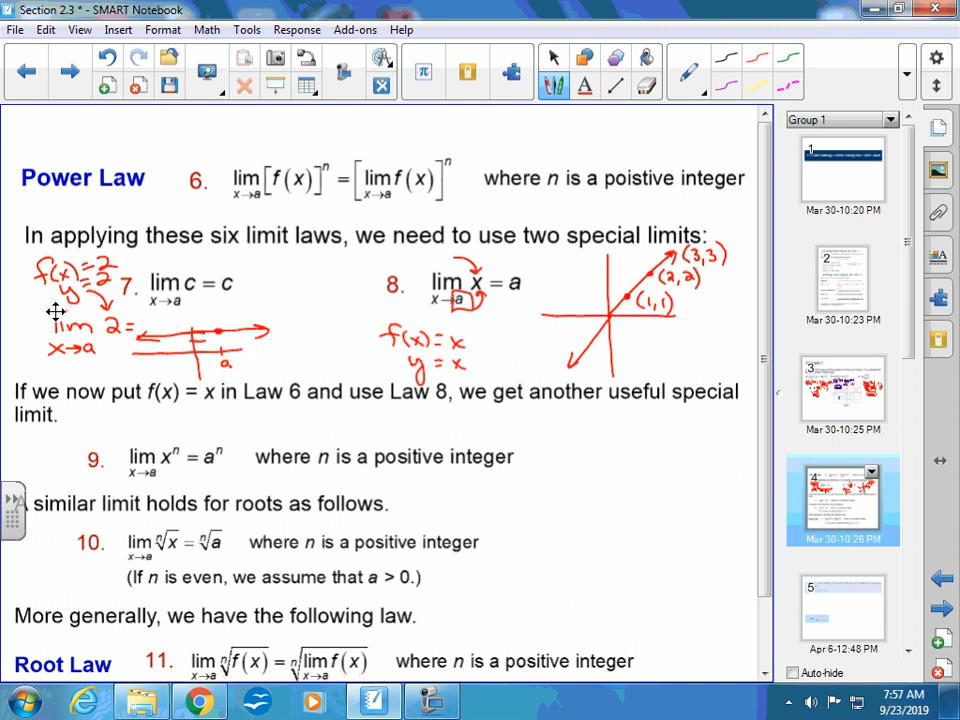 Section 2.3 * - SMART Notebook
File Edit View Insert Format Math Tools Response Add-ons Help
Group 1
Power Law 6. lim x→a [f(x)]ⁿ = [lim x→a f(x)]ⁿ where n is a poistive integer
In applying these six limit laws, we need to use two special limits:
f(x)=2
y=2
7. lim x→a c = c
8. lim x→a x = a
(3,3)
(2,2)
(1,1)
lim x→a 2=
a
f(x)=x
y=x
If we now put f(x) = x in Law 6 and use Law 8, we get another useful special
limit.
9. lim x→a xⁿ = aⁿ where n is a positive integer
A similar limit holds for roots as follows.
10. lim x→a ⁿ√x = ⁿ√a where n is a positive integer
(If n is even, we assume that a > 0.)
More generally, we have the following law.
Root Law 11. lim x→a ⁿ√f(x) = ⁿ√lim x→a f(x) where n is a positive integer
1
Mar 30-10:20 PM
2
Mar 30-10:23 PM
3
Mar 30-10:25 PM
4
Mar 30-10:26 PM
5
Apr 6-12:48 PM
Auto-hide
7:57 AM
9/23/2019